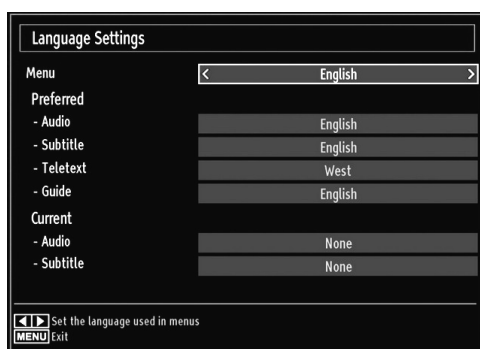 Language Settings
Menu < English >
Preferred
- Audio English
- Subtitle English
- Teletext West
- Guide English
Current
- Audio None
- Subtitle None
Set the language used in menus
MENU Exit